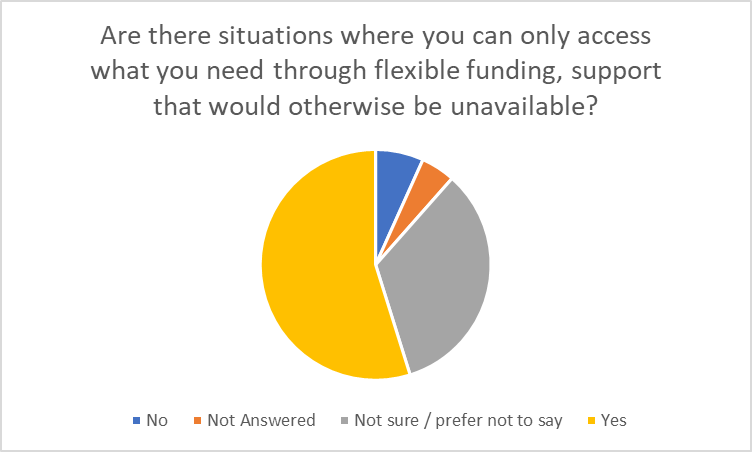 Are there situations where you can only access
what you need through flexible funding, support
that would otherwise be unavailable?
No Not Answered Not sure / prefer not to say Yes